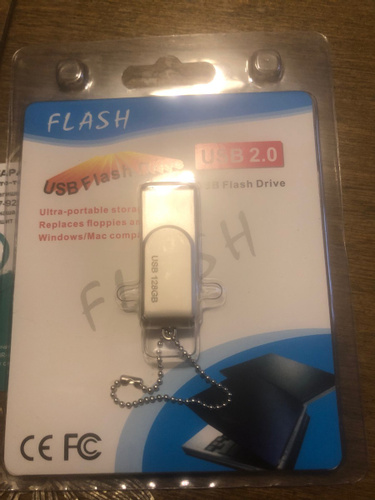 FLASH
USB Flash
USB 2.0
Flash Drive
Ultra-portable stora
Replaces floppies a
Windows/Mac comp
FLASH
USB 128GB
CE FC